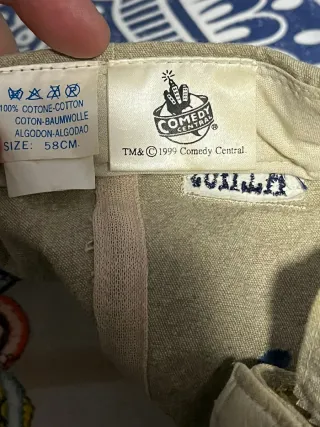 100% COTONE-COTTON
COTON-BAUMWOLLE
ALGODON-ALGODAO
SIZE: 58CM.
COMEDY
CENTRAL®
TM& © 1999 Comedy Central.